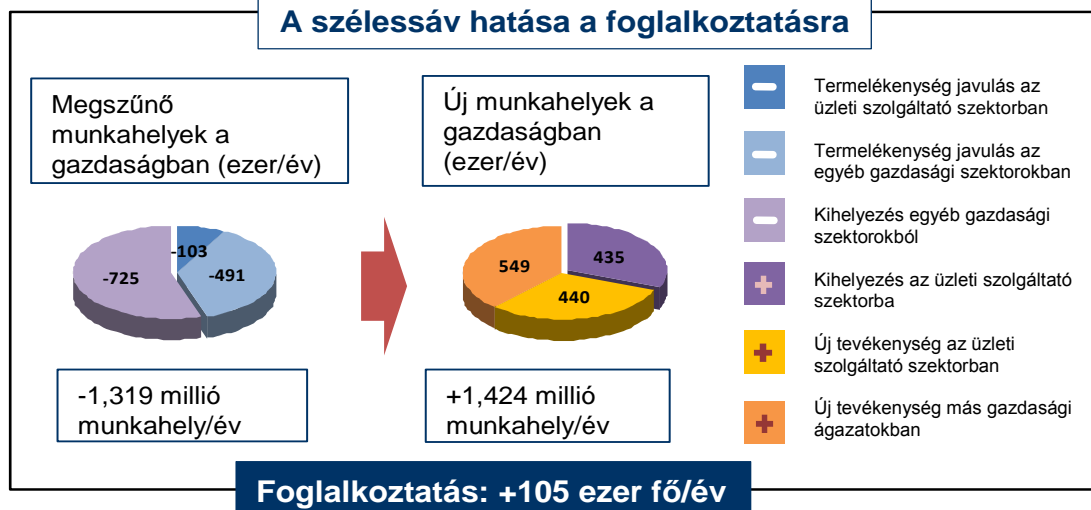 A szélessáv hatása a foglalkoztatásra
Megszűnő
munkahelyek a
gazdaságban (ezer/év)
Új munkahelyek a
gazdaságban
(ezer/év)
-103
-491
-725
549
435
440
-1,319 millió
munkahely/év
+1,424 millió
munkahely/év
Termelékenység javulás az
üzleti szolgáltató szektorban
Termelékenység javulás az
egyéb gazdasági szektorokban
Kihelyezés egyéb gazdasági
szektorokból
Kihelyezés az üzleti szolgáltató
szektorba
Új tevékenység az üzleti
szolgáltató szektorban
Új tevékenység más gazdasági
ágazatokban
Foglalkoztatás: +105 ezer fő/év